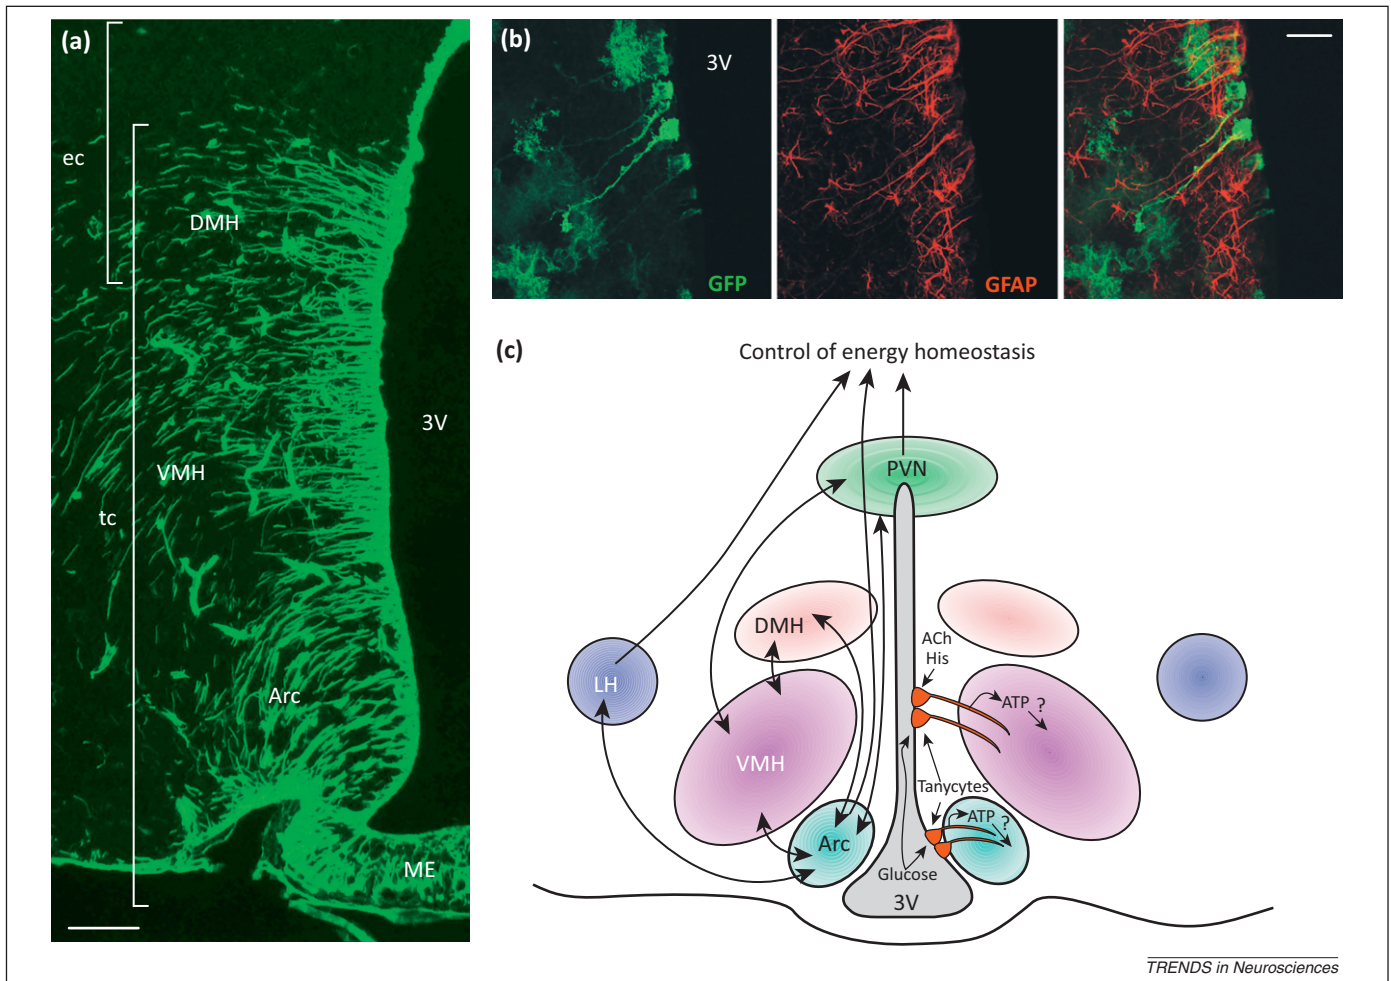 (a)
ec
DMH
3V
VMH
tc
Arc
ME
(b)
3V
GFP
GFAP
(c)
Control of energy homeostasis
PVN
DMH
ACh
His
LH
ATP ?
VMH
Tanycytes
ATP ?
Arc
Glucose
3V
TRENDS in Neurosciences